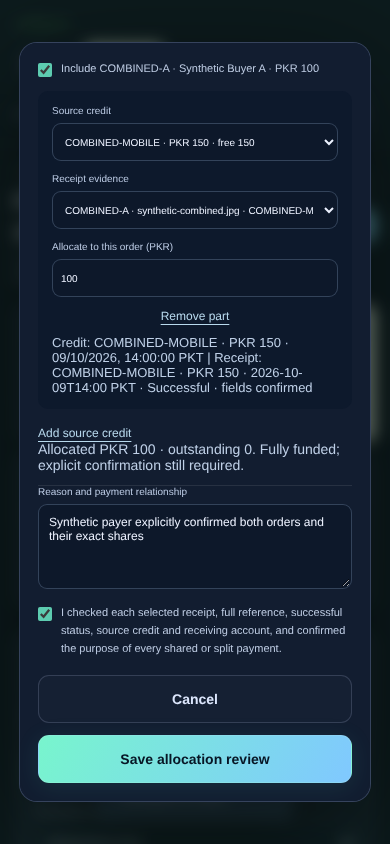 Include COMBINED-A · Synthetic Buyer A · PKR 100
Source credit
COMBINED-MOBILE · PKR 150 · free 150
Receipt evidence
COMBINED-A · synthetic-combined.jpg · COMBINED-M
Allocate to this order (PKR)
100
Remove part
Credit: COMBINED-MOBILE · PKR 150 ·
09/10/2026, 14:00:00 PKT | Receipt:
COMBINED-MOBILE · PKR 150 · 2026-10-
09T14:00 PKT · Successful · fields confirmed
Add source credit
Allocated PKR 100 · outstanding 0. Fully funded;
explicit confirmation still required.
Reason and payment relationship
Synthetic payer explicitly confirmed both orders and
their exact shares
I checked each selected receipt, full reference, successful
status, source credit and receiving account, and confirmed
the purpose of every shared or split payment.
Cancel
Save allocation review